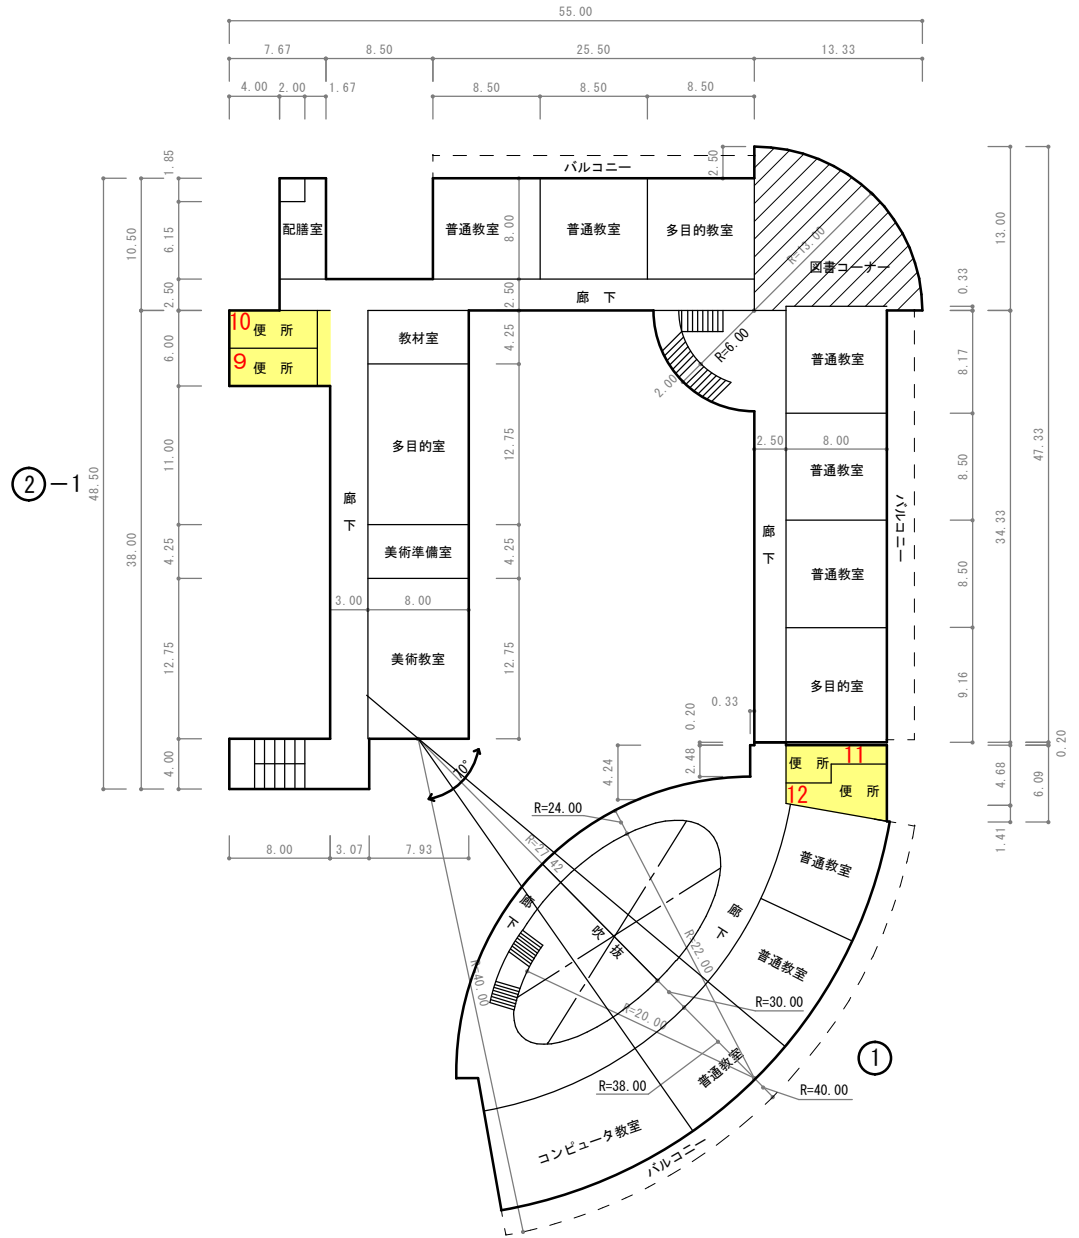 55.00
7.67
8.50
25.50
13.33
4.00
2.00
1.67
8.50
8.50
8.50
1.85
バルコニー
2.50
48.50
10.50
6.15
配膳室
普通教室
8.00
普通教室
多目的教室
R=13.00
図書コーナー
13.00
0.33
2.50
2.50
廊 下
10
便 所
9
便 所
6.00
教材室
4.25
R=6.00
2.00
普通教室
8.17
47.33
②-1
38.00
11.00
多目的室
12.75
2.50
8.00
普通教室
8.50
34.33
バルコニー
廊
下
廊
下
4.25
美術準備室
4.25
普通教室
8.50
3.00
8.00
12.75
美術教室
12.75
多目的室
9.16
0.33
0.20
0.20
4.00
70°
4.24
2.48
便 所
11
12
便 所
4.68
6.09
1.41
R=24.00
8.00
3.07
7.93
R=27.42
普通教室
廊
下
廊
下
吹 抜
R=22.00
普通教室
R=40.00
R=20.00
R=30.00
①
普通教室
R=38.00
R=40.00
コンピュータ教室
バルコニー